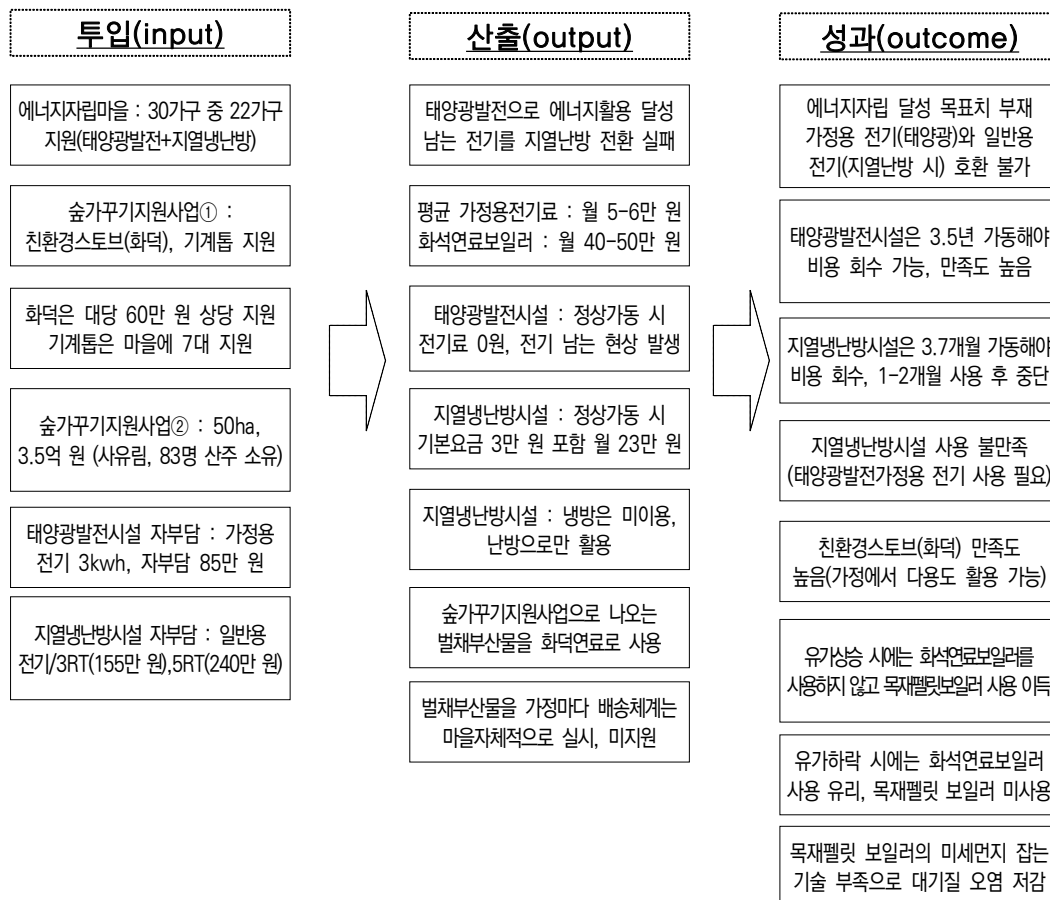 투입(input)
에너지자립마을 : 30가구 중 22가구
지원(태양광발전+지열냉난방)
숲가꾸기지원사업① :
친환경스토브(화덕), 기계톱 지원
화덕은 대당 60만 원 상당 지원
기계톱은 마을에 7대 지원
숲가꾸기지원사업② : 50ha,
3.5억 원 (사유림, 83명 산주 소유)
태양광발전시설 자부담 : 가정용
전기 3kwh, 자부담 85만 원
지열냉난방시설 자부담 : 일반용
전기/3RT(155만 원),5RT(240만 원)
산출(output)
태양광발전으로 에너지활용 달성
남는 전기를 지열난방 전환 실패
평균 가정용전기료 : 월 5-6만 원
화석연료보일러 : 월 40-50만 원
태양광발전시설 : 정상가동 시
전기료 0원, 전기 남는 현상 발생
지열냉난방시설 : 정상가동 시
기본요금 3만 원 포함 월 23만 원
지열냉난방시설 : 냉방은 미이용,
난방으로만 활용
숲가꾸기지원사업으로 나오는
벌채부산물을 화덕연료로 사용
벌채부산물을 가정마다 배송체계는
마을자체적으로 실시, 미지원
성과(outcome)
에너지자립 달성 목표치 부재
가정용 전기(태양광)와 일반용
전기(지열난방 시) 호환 불가
태양광발전시설은 3.5년 가동해야
비용 회수 가능, 만족도 높음
지열냉난방시설은 3.7개월 가동해야
비용 회수, 1-2개월 사용 후 중단
지열냉난방시설 사용 불만족
(태양광발전가정용 전기 사용 필요)
친환경스토브(화덕) 만족도
높음(가정에서 다용도 활용 가능)
유가상승 시에는 화석연료보일러를
사용하지 않고 목재펠릿보일러 사용 이득
유가하락 시에는 화석연료보일러
사용 유리, 목재펠릿 보일러 미사용
목재펠릿 보일러의 미세먼지 잡는
기술 부족으로 대기질 오염 저감